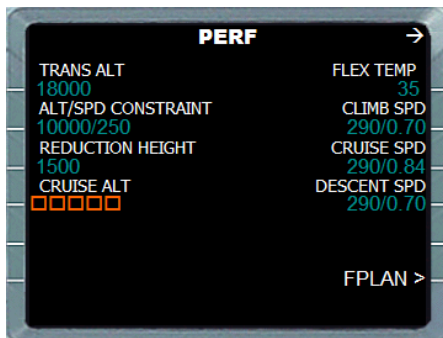 PERF →
TRANS ALT FLEX TEMP
18000 35
ALT/SPD CONSTRAINT CLIMB SPD
10000/250 290/0.70
REDUCTION HEIGHT CRUISE SPD
1500 290/0.84
CRUISE ALT DESCENT SPD
□□□□□ 290/0.70
FPLAN >